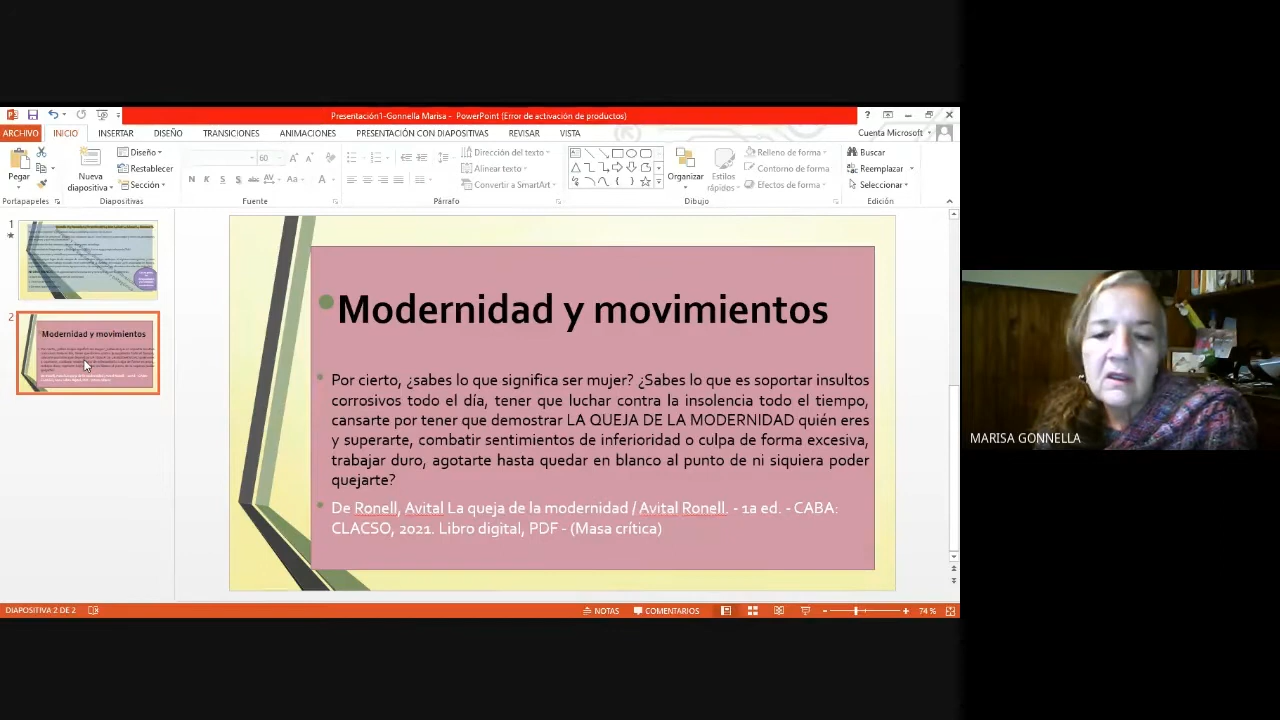 Presentación1-Gonnella Marisa - PowerPoint (Error de activación de productos)
ARCHIVO INICIO INSERTAR DISEÑO TRANSICIONES ANIMACIONES PRESENTACIÓN CON DIAPOSITIVAS REVISAR VISTA Cuenta Microsoft
Pegar
Nueva diapositiva
Diseño
Restablecer
Sección
60
N K S S abc AV Aa A
Dirección del texto
Alinear texto
Convertir a SmartArt
Organizar
Estilos rápidos
Relleno de forma
Contorno de forma
Efectos de forma
Buscar
Reemplazar
Seleccionar
Portapapeles Diapositivas Fuente Párrafo Dibujo Edición
1
2
Modernidad y movimientos
Modernidad y movimientos
Por cierto, ¿sabes lo que significa ser mujer? ¿Sabes lo que es soportar insultos
corrosivos todo el día, tener que luchar contra la insolencia todo el tiempo,
cansarte por tener que demostrar LA QUEJA DE LA MODERNIDAD quién eres
y superarte, combatir sentimientos de inferioridad o culpa de forma excesiva,
trabajar duro, agotarte hasta quedar en blanco al punto de ni siquiera poder
quejarte?
De Ronell, Avital La queja de la modernidad / Avital Ronell. - 1a ed. - CABA:
CLACSO, 2021. Libro digital, PDF - (Masa crítica)
MARISA GONNELLA
DIAPOSITIVA 2 DE 2 NOTAS COMENTARIOS 74 %